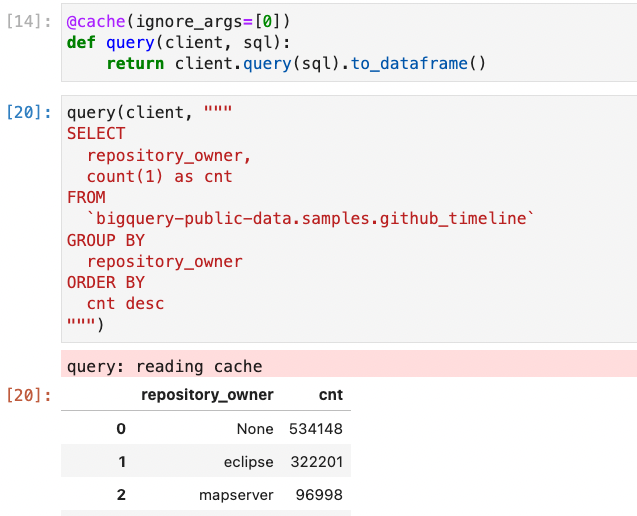 [14]: @cache(ignore_args=[0])
def query(client, sql):
    return client.query(sql).to_dataframe()
[20]: query(client, """
SELECT
  repository_owner,
  count(1) as cnt
FROM
  `bigquery-public-data.samples.github_timeline`
GROUP BY
  repository_owner
ORDER BY
  cnt desc
""")
query: reading cache
[20]: repository_owner cnt
0 None 534148
1 eclipse 322201
2 mapserver 96998